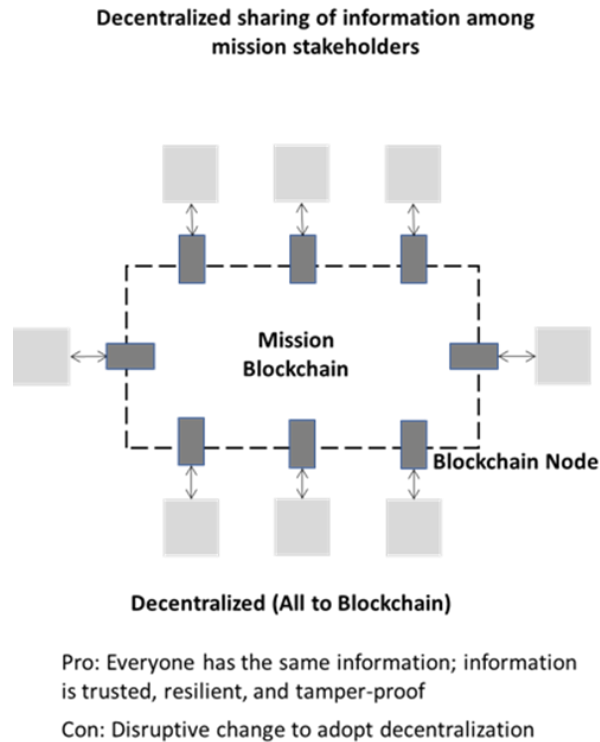 Decentralized sharing of information among
mission stakeholders
Mission
Blockchain
Blockchain Node
Decentralized (All to Blockchain)
Pro: Everyone has the same information; information
is trusted, resilient, and tamper-proof
Con: Disruptive change to adopt decentralization